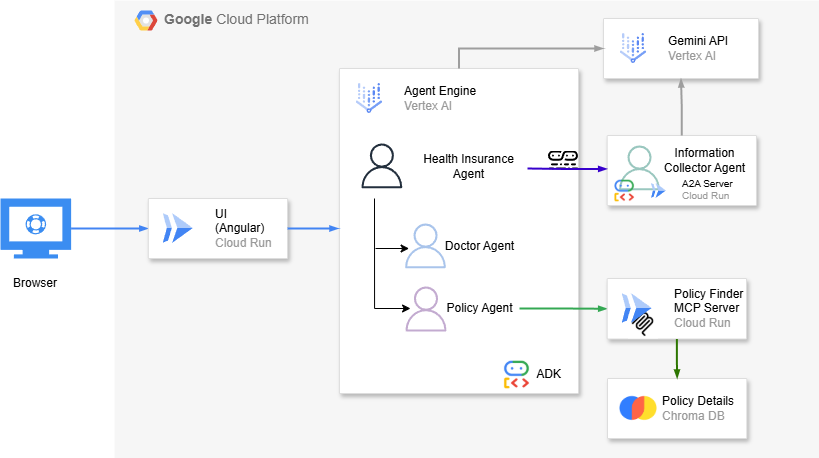 Google Cloud Platform
Gemini API
Vertex AI
Agent Engine
Vertex AI
Health Insurance
Agent
Information
Collector Agent
A2A Server
Cloud Run
UI
(Angular)
Cloud Run
Browser
Doctor Agent
Policy Agent
Policy Finder
MCP Server
Cloud Run
ADK
Policy Details
Chroma DB